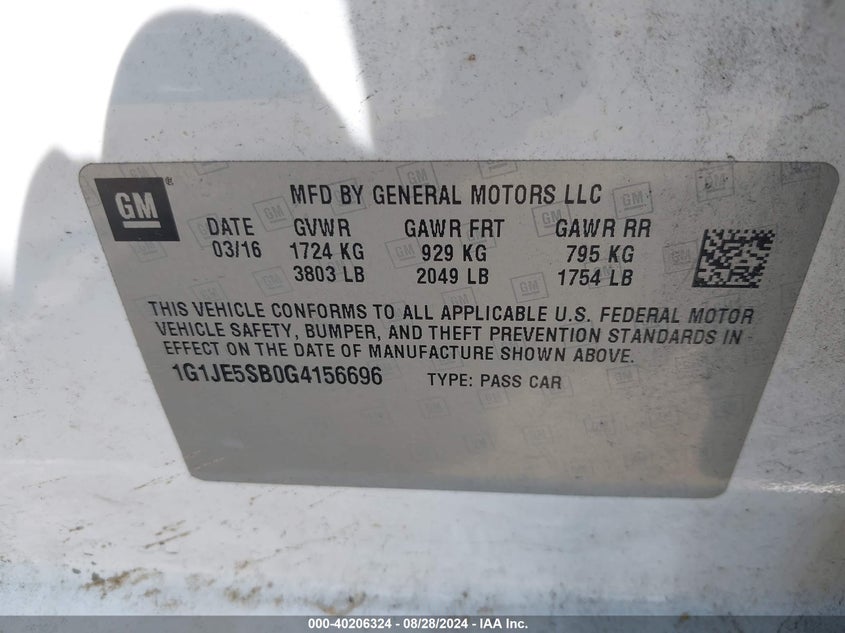 GM®
MFD BY GENERAL MOTORS LLC
DATE GVWR GAWR FRT GAWR RR
03/16 1724 KG 929 KG 795 KG
3803 LB 2049 LB 1754 LB
THIS VEHICLE CONFORMS TO ALL APPLICABLE U.S. FEDERAL MOTOR
VEHICLE SAFETY, BUMPER, AND THEFT PREVENTION STANDARDS IN
EFFECT ON THE DATE OF MANUFACTURE SHOWN ABOVE.
1G1JE5SB0G4156696 TYPE: PASS CAR
000-40206324 - 08/28/2024 - IAA Inc.